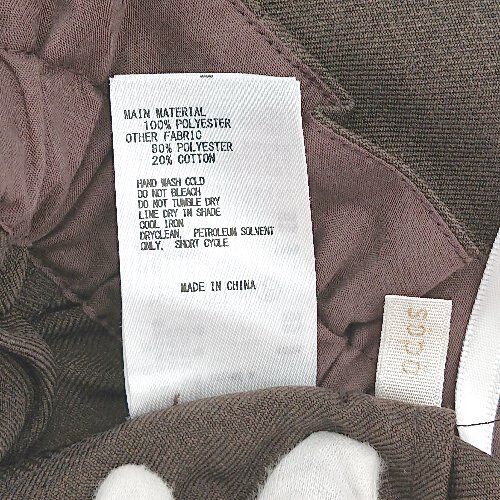 MAIN MATERIAL
100% POLYESTER
OTHER FABRIC
80% POLYESTER
20% COTTON
HAND WASH COLD
DO NOT BLEACH
DO NOT TUMBLE DRY
LINE DRY IN SHADE
COOL IRON
DRYCLEAN, PETROLEUM SOLVENT
ONLY, SHORT CYCLE
MADE IN CHINA